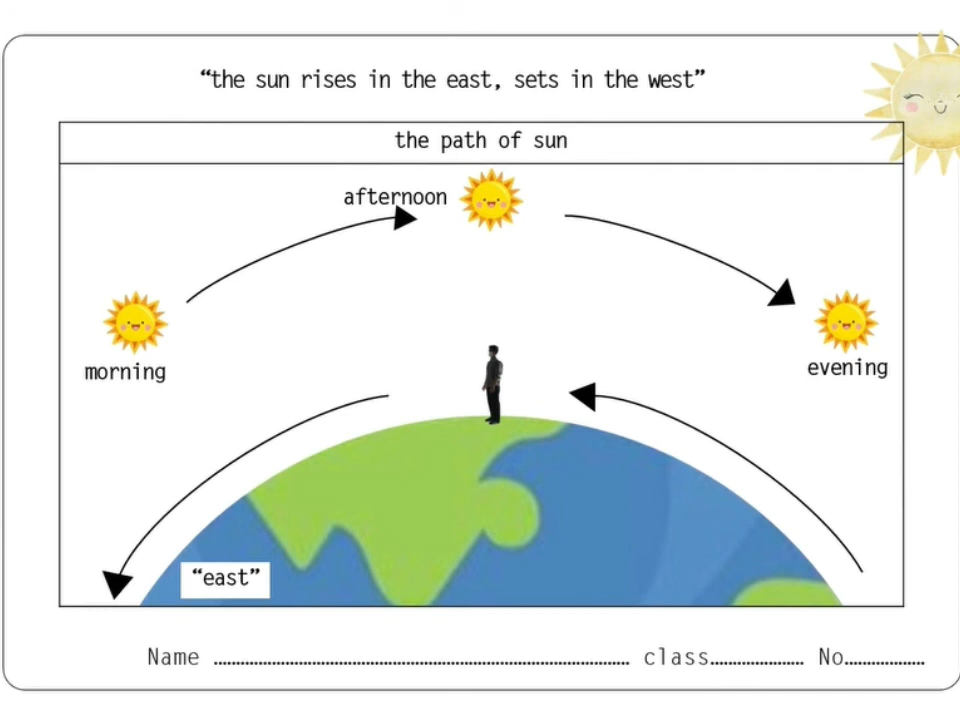 “the sun rises in the east, sets in the west”
the path of sun
afternoon
morning
evening
“east”
Name ........................ class............ No............